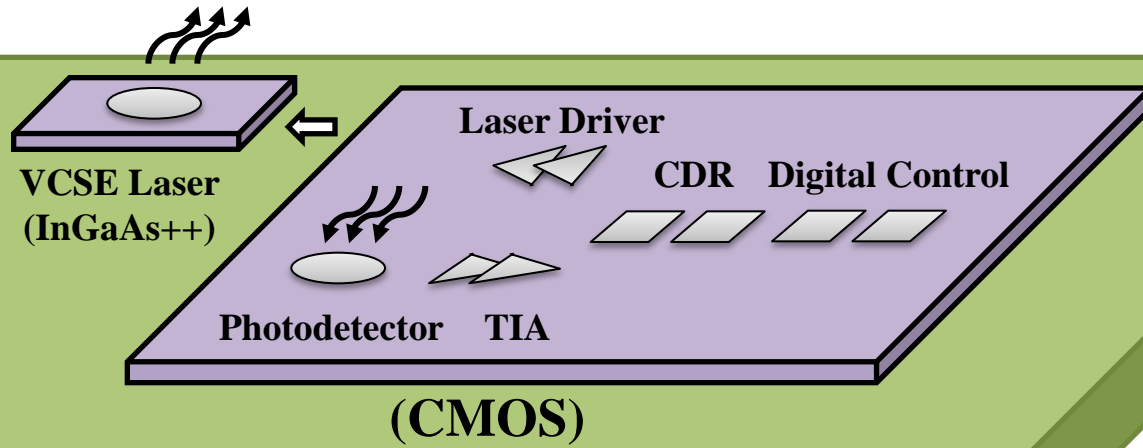 Laser Driver
VCSE Laser
(InGaAs++)
CDR
Digital Control
Photodetector
TIA
(CMOS)